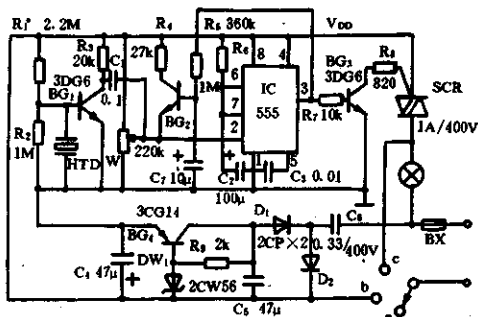 R₁* 2.2M R₄ R₅ 360k V_DD
R₃ C₁ R₆
20k 27k 8 4 BG₃ R₈
3DG6 1M 6 3DG6
BG₁ 0.1 7 IC 3 820 SCR
R₂ BG₂ 2 555 R₇ 10k
1M 220k 1A/400V
HTD W 1 5
C₇ 10μ C₂ C₃ 0.01
100μ
3CG14 D₁ C₆
BG₄ R₉ 2k 2CP×2 0.33/400V BX
DW₁ c
C₄ 47μ D₂
2CW56 C₅ 47μ b